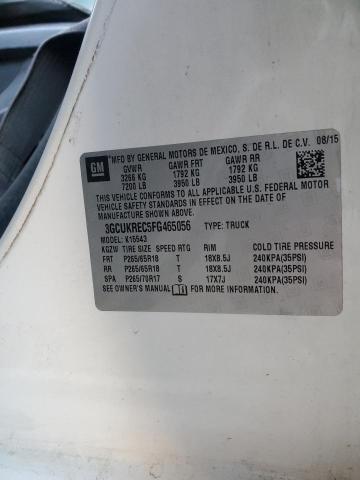 GM MFD BY GENERAL MOTORS DE MEXICO, S. DE R.L. DE C.V. 08/15
GVWR GAWR FRT GAWR RR
3266 KG 1792 KG 1792 KG
7200 LB 3950 LB 3950 LB
THIS VEHICLE CONFORMS TO ALL APPLICABLE U.S. FEDERAL MOTOR
VEHICLE SAFETY STANDARDS IN EFFECT ON THE DATE OF
MANUFACTURE SHOWN ABOVE.
3GCUKREC5FG465056 TYPE: TRUCK
MODEL: K15543
KGZW TIRE SIZE SPEED RTG RIM COLD TIRE PRESSURE
FRT P265/65R18 T 18X8.5J 240KPA(35PSI)
RR P265/65R18 T 18X8.5J 240KPA(35PSI)
SPA P265/70R17 S 17X7J 240KPA(35PSI)
SEE OWNER'S MANUAL FOR MORE INFORMATION